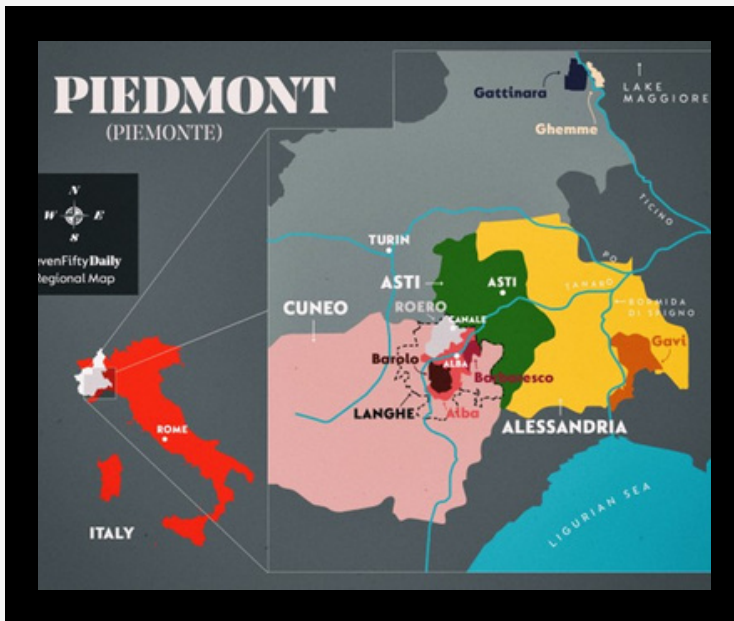 PIEDMONT
(PIEMONTE)
N
W E
S
evenFiftyDaily
Regional Map
Gattinara
LAKE
MAGGIORE
Ghemme
TICINO
TURIN
PO
ASTI
ASTI
TANARO
CUNEO
ROERO
BORMIDA
DI SPIGNO
CANALE
Gavi
Barolo
ALBA
Barbaresco
LANGHE
Alba
ALESSANDRIA
ROME
LIGURIAN SEA
ITALY